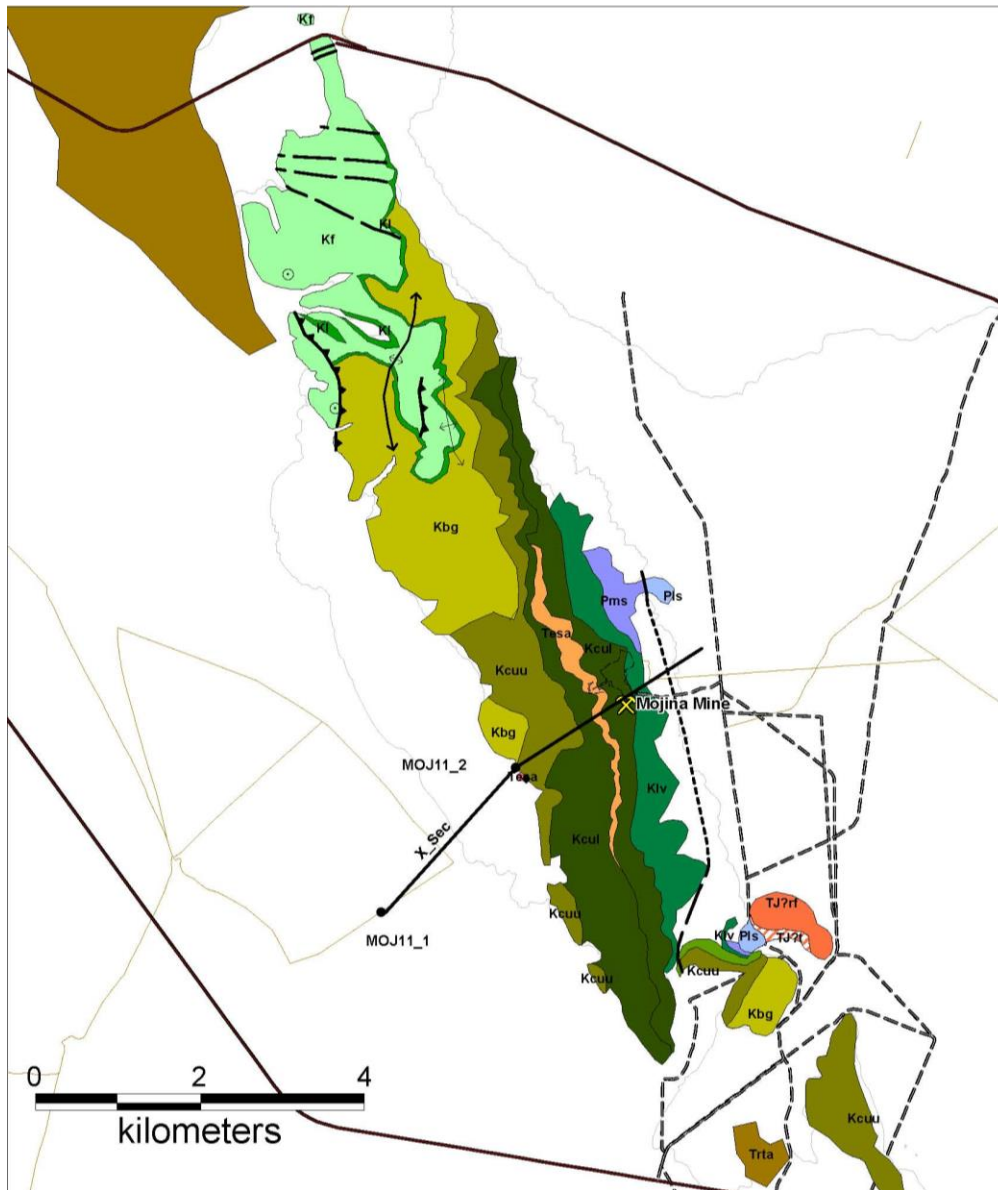 Kf
Kl
Kf
Kl
Kl
Kbg
Pms
Pls
Tesa
Kcul
Kcuu
Mojina Mine
Kbg
MOJ11_2
Tesa
Klv
X_Sec
Kcul
TJ?rf
Kcuu
MOJ11_1
Klv
Pls
TJ?t
Kcuu
Kcuu
Kbg
0 2 4
kilometers
Kcuu
Trta